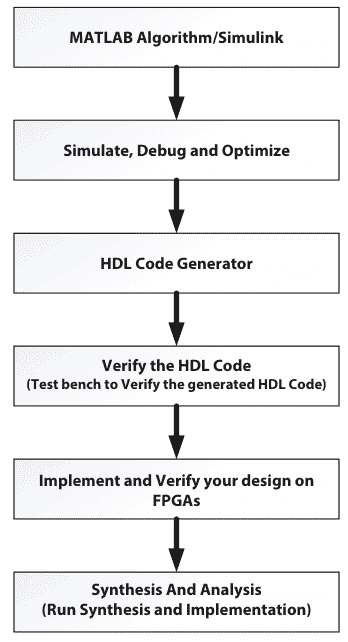 MATLAB Algorithm/Simulink
Simulate, Debug and Optimize
HDL Code Generator
Verify the HDL Code
(Test bench to Verify the generated HDL Code)
Implement and Verify your design on
FPGAs
Synthesis And Analysis
(Run Synthesis and Implementation)